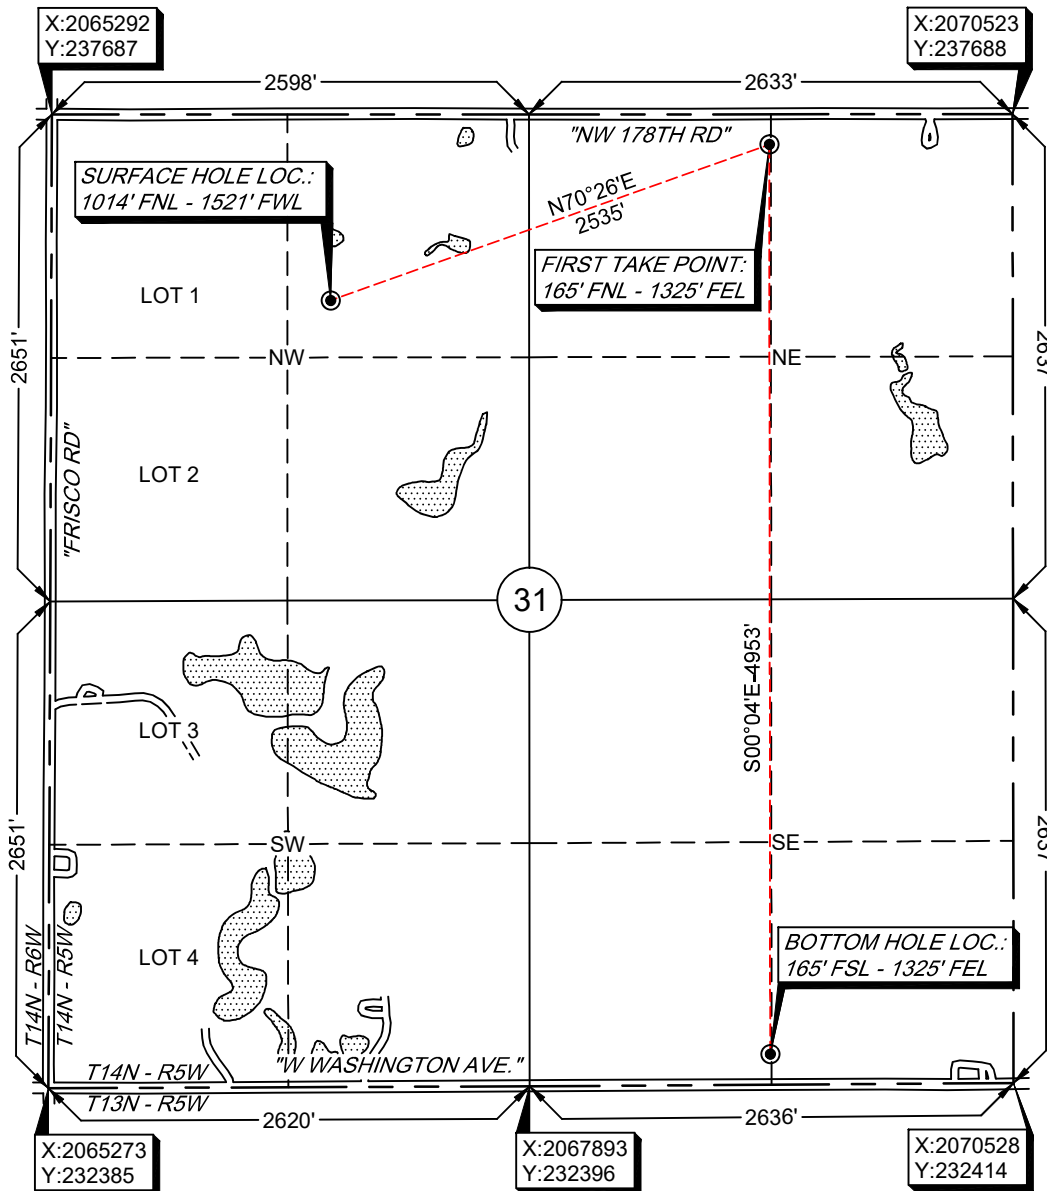 X:2065292
Y:237687
X:2070523
Y:237688
2598'
2633'
"NW 178TH RD"
SURFACE HOLE LOC.:
1014' FNL - 1521' FWL
N70°26'E
2535'
FIRST TAKE POINT:
165' FNL - 1325' FEL
LOT 1
2651'
2637'
NW
NE
LOT 2
"FRISCO RD"
31
S00°04'E-4953'
LOT 3
2651'
2637'
SW
SE
LOT 4
BOTTOM HOLE LOC.:
165' FSL - 1325' FEL
T14N - R6W
T14N - R5W
T14N - R5W
"W WASHINGTON AVE."
T13N - R5W
2620'
2636'
X:2065273
Y:232385
X:2067893
Y:232396
X:2070528
Y:232414